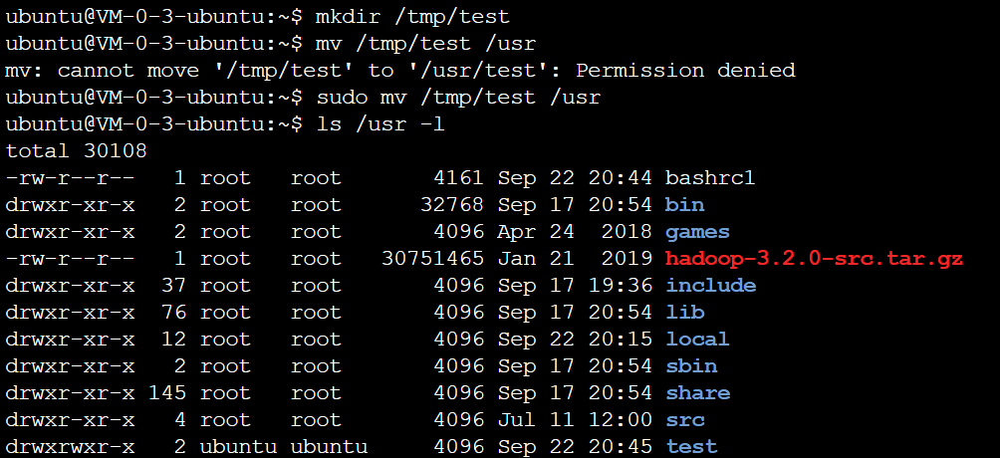 ubuntu@VM-0-3-ubuntu:~$ mkdir /tmp/test
ubuntu@VM-0-3-ubuntu:~$ mv /tmp/test /usr
mv: cannot move '/tmp/test' to '/usr/test': Permission denied
ubuntu@VM-0-3-ubuntu:~$ sudo mv /tmp/test /usr
ubuntu@VM-0-3-ubuntu:~$ ls /usr -l
total 30108
-rw-r--r--   1 root   root       4161 Sep 22 20:44 bashrc1
drwxr-xr-x   2 root   root      32768 Sep 17 20:54 bin
drwxr-xr-x   2 root   root       4096 Apr 24  2018 games
-rw-r--r--   1 root   root   30751465 Jan 21  2019 hadoop-3.2.0-src.tar.gz
drwxr-xr-x  37 root   root       4096 Sep 17 19:36 include
drwxr-xr-x  76 root   root       4096 Sep 17 20:54 lib
drwxr-xr-x  12 root   root       4096 Sep 22 20:15 local
drwxr-xr-x   2 root   root       4096 Sep 17 20:54 sbin
drwxr-xr-x 145 root   root       4096 Sep 17 20:54 share
drwxr-xr-x   4 root   root       4096 Jul 11 12:00 src
drwxrwxr-x   2 ubuntu ubuntu     4096 Sep 22 20:45 test